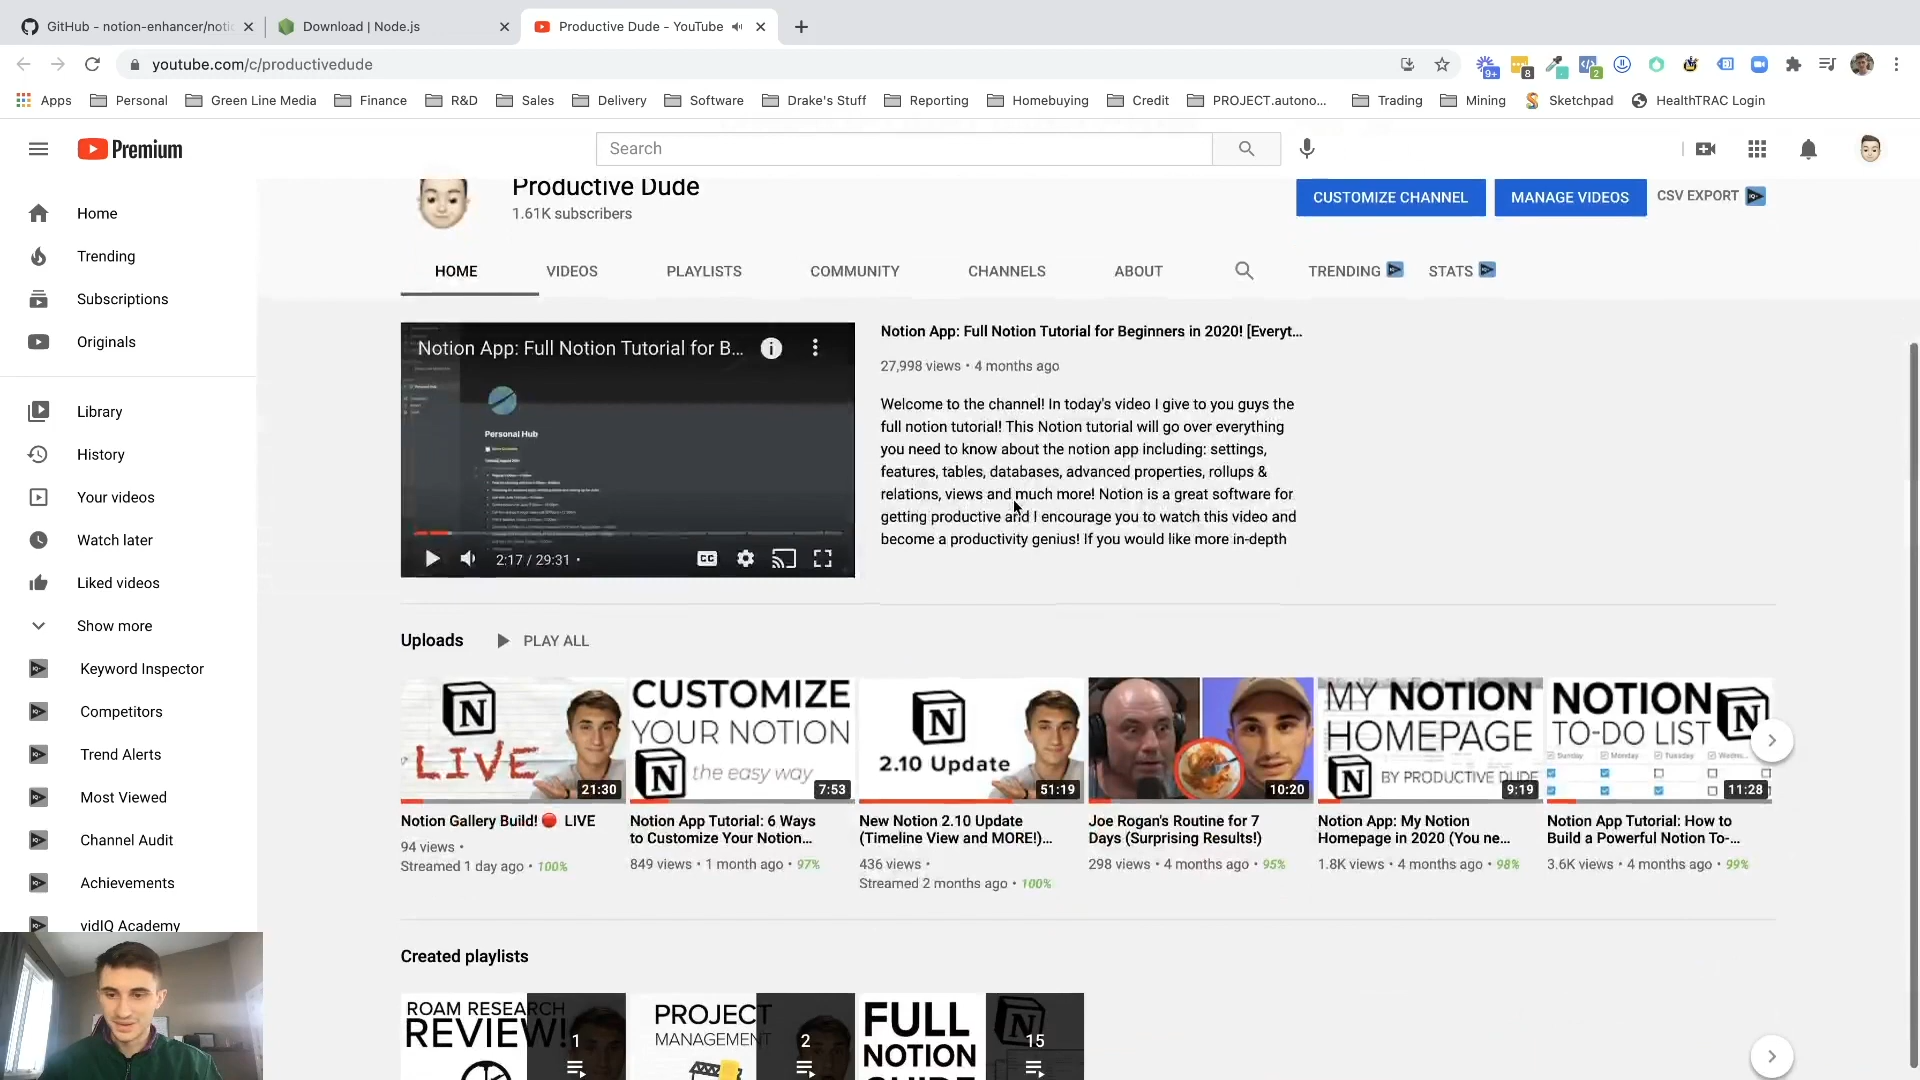 GitHub - notion-enhancer/noti
Download | Node.js
Productive Dude - YouTube
youtube.com/c/productivedude
9+
8
2
Apps
Personal
Green Line Media
Finance
R&D
Sales
Delivery
Software
Drake's Stuff
Reporting
Homebuying
Credit
PROJECT.autono...
Trading
Mining
Sketchpad
HealthTRAC Login
Premium
Search
Home
Trending
Subscriptions
Originals
Library
History
Your videos
Watch later
Liked videos
Show more
Keyword Inspector
Competitors
Trend Alerts
Most Viewed
Channel Audit
Achievements
vidIQ Academy
Productive Dude
1.61K subscribers
CUSTOMIZE CHANNEL
MANAGE VIDEOS
CSV EXPORT
HOME
VIDEOS
PLAYLISTS
COMMUNITY
CHANNELS
ABOUT
TRENDING
STATS
Notion App: Full Notion Tutorial for B...
Personal Hub
2:17 / 29:31 •
CC
Notion App: Full Notion Tutorial for Beginners in 2020! [Everyt...
27,998 views • 4 months ago
Welcome to the channel! In today's video I give to you guys the
full notion tutorial! This Notion tutorial will go over everything
you need to know about the notion app including: settings,
features, tables, databases, advanced properties, rollups &
relations, views and much more! Notion is a great software for
getting productive and I encourage you to watch this video and
become a productivity genius! If you would like more in-depth
Uploads
PLAY ALL
N
LIVE
21:30
Notion Gallery Build! 🔴 LIVE
94 views •
Streamed 1 day ago • 100%
CUSTOMIZE
YOUR NOTION
N
the easy way
7:53
Notion App Tutorial: 6 Ways
to Customize Your Notion...
849 views • 1 month ago • 97%
N
2.10 Update
51:19
New Notion 2.10 Update
(Timeline View and MORE!)...
436 views •
Streamed 2 months ago • 100%
10:20
Joe Rogan's Routine for 7
Days (Surprising Results!)
298 views • 4 months ago • 95%
MY NOTION
HOMEPAGE
N
BY PRODUCTIVE DUDE
9:19
Notion App: My Notion
Homepage in 2020 (You ne...
1.8K views • 4 months ago • 98%
NOTION
TO-DO LIST
N
Sunday
Monday
Tuesday
11:28
Notion App Tutorial: How to
Build a Powerful Notion To-...
3.6K views • 4 months ago • 99%
Created playlists
ROAM RESEARCH
REVIEW!
1
PROJECT
MANAGEMENT
2
FULL
NOTION
GUIDE
15